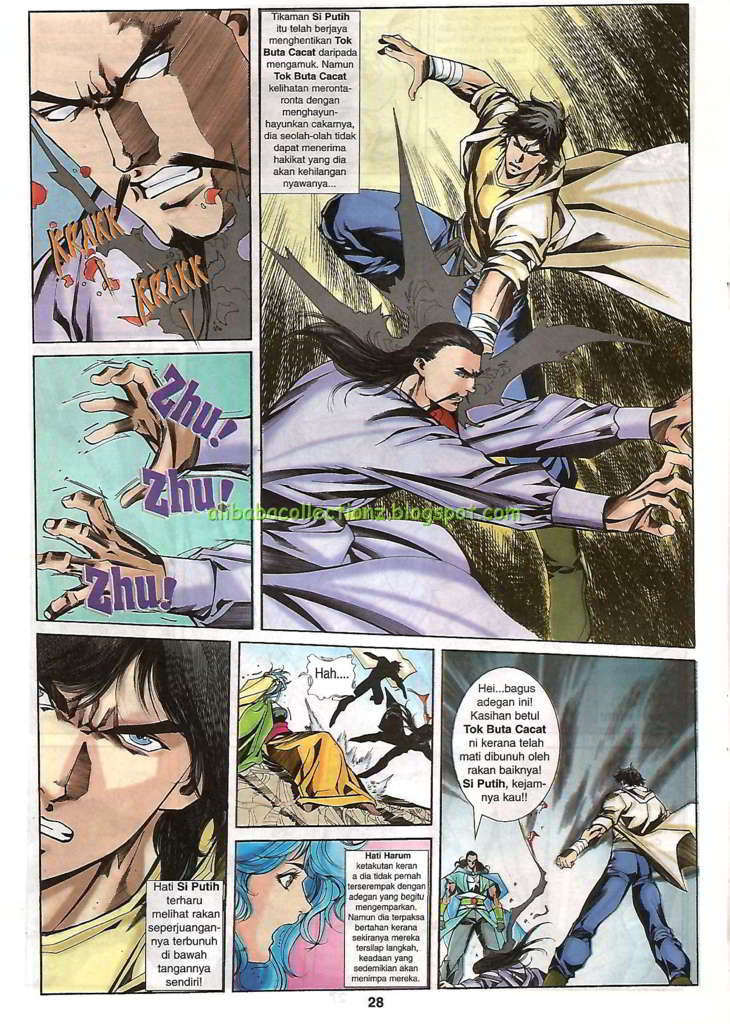 KRAKK
!
KRAKK
!
Tikaman Si Putih
itu telah berjaya
menghentikan Tok
Buta Cacat daripada
mengamuk. Namun
Tok Buta Cacat
kelihatan meronta-
ronta dengan
menghayun-
hayunkan cakarnya,
dia seolah-olah tidak
dapat menerima
hakikat yang dia
akan kehilangan
nyawanya...
Zhu!
Zhu!
Zhu!
alibabacollectionz.blogspot.com
Hati Si Putih
terharu
melihat rakan
seperjuangan-
nya terbunuh
di bawah
tangannya
sendiri!
Hah....
Hati Harum
ketakutan keran
a dia tidak pernah
terserempak dengan
adegan yang begitu
mengemparkan.
Namun dia terpaksa
bertahan kerana
sekiranya mereka
tersilap langkah,
keadaan yang
sedemikian akan
menimpa mereka.
Hei...bagus
adegan ini!
Kasihan betul
Tok Buta Cacat
ni kerana telah
mati dibunuh oleh
rakan baiknya!
Si Putih, kejam-
nya kau!!
28